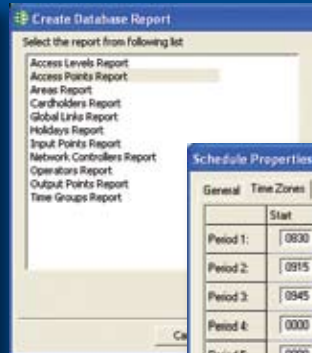 Create Database Report
Select the report from following list
Access Levels Report
Access Points Report
Areas Report
Cardholders Report
Global Links Report
Holidays Report
Input Points Report
Network Controllers Report
Operators Report
Output Points Report
Time Groups Report
Ca
Schedule Properties
General Time Zones
Start
Period 1: 0830
Period 2: 0915
Period 3: 0945
Period 4: 0000